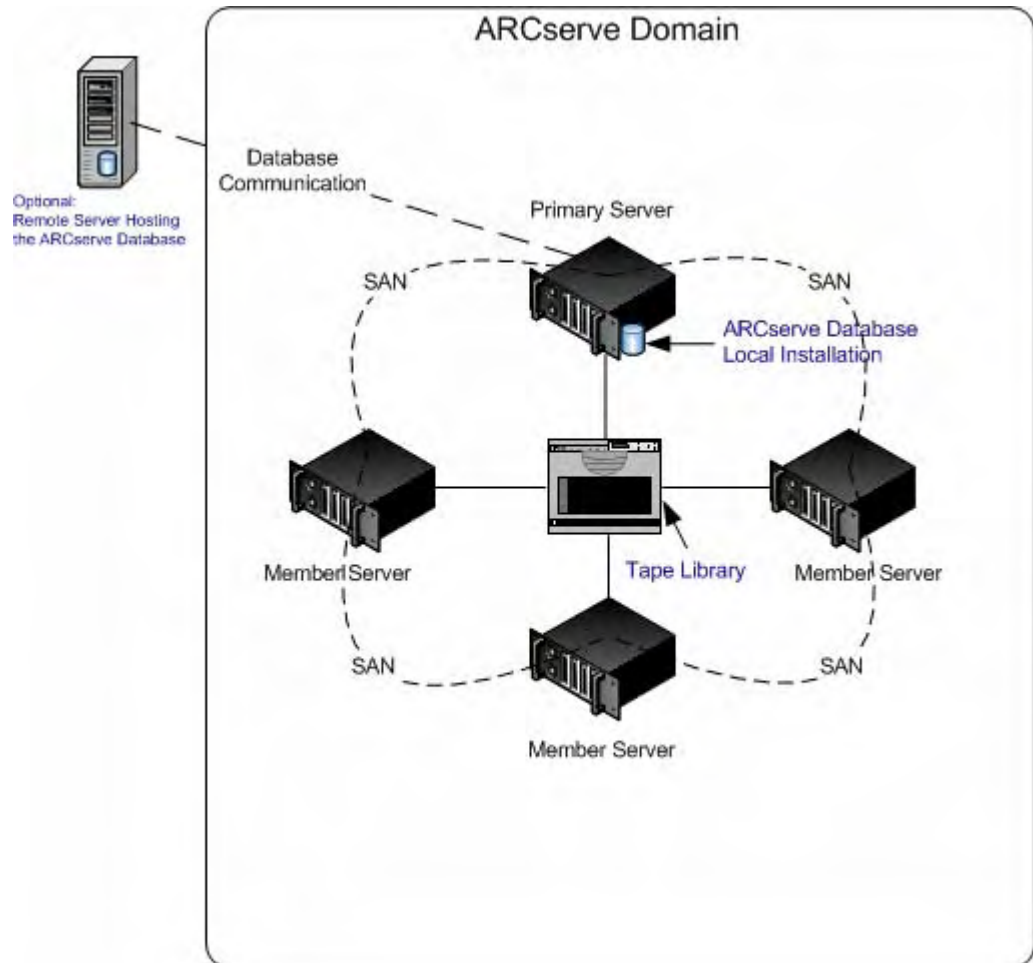 ARCserve Domain
Optional:
Remote Server Hosting
the ARCserve Database
Database
Communication
Primary Server
SAN
SAN
ARCserve Database
Local Installation
Member Server
Tape Library
Member Server
SAN
SAN
Member Server